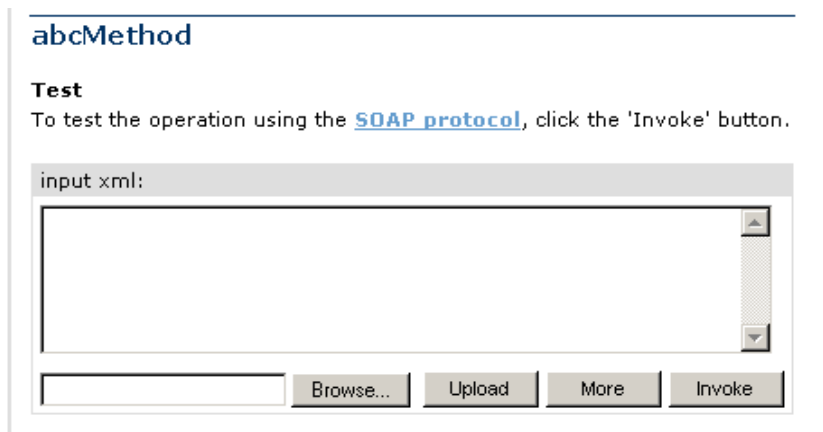 abcMethod
Test
To test the operation using the SOAP protocol, click the 'Invoke' button.
input xml:
Browse... Upload More Invoke